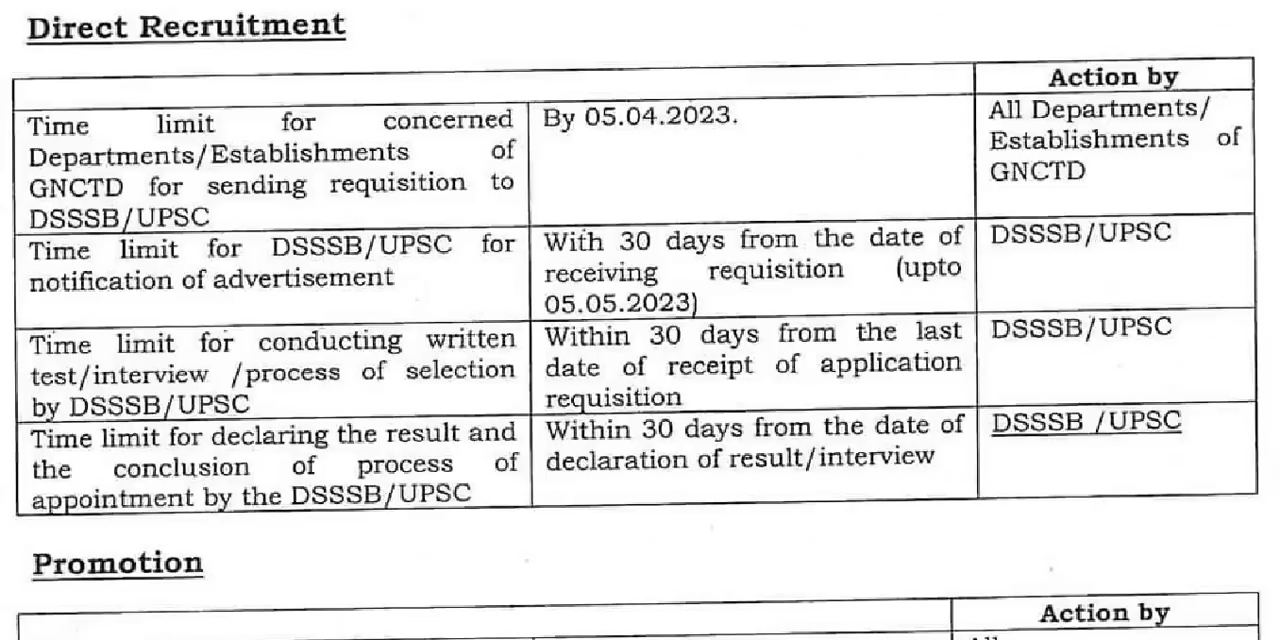 Direct Recruitment
Action by
Time limit for concerned
Departments/Establishments of
GNCTD for sending requisition to
DSSSB/UPSC
By 05.04.2023.
All Departments/
Establishments of
GNCTD
Time limit for DSSSB/UPSC for
notification of advertisement
With 30 days from the date of
receiving requisition (upto
05.05.2023)
DSSSB/UPSC
Time limit for conducting written
test/interview /process of selection
by DSSSB/UPSC
Within 30 days from the last
date of receipt of application
requisition
DSSSB/UPSC
Time limit for declaring the result and
the conclusion of process of
appointment by the DSSSB/UPSC
Within 30 days from the date of
declaration of result/interview
DSSSB /UPSC
Promotion
Action by